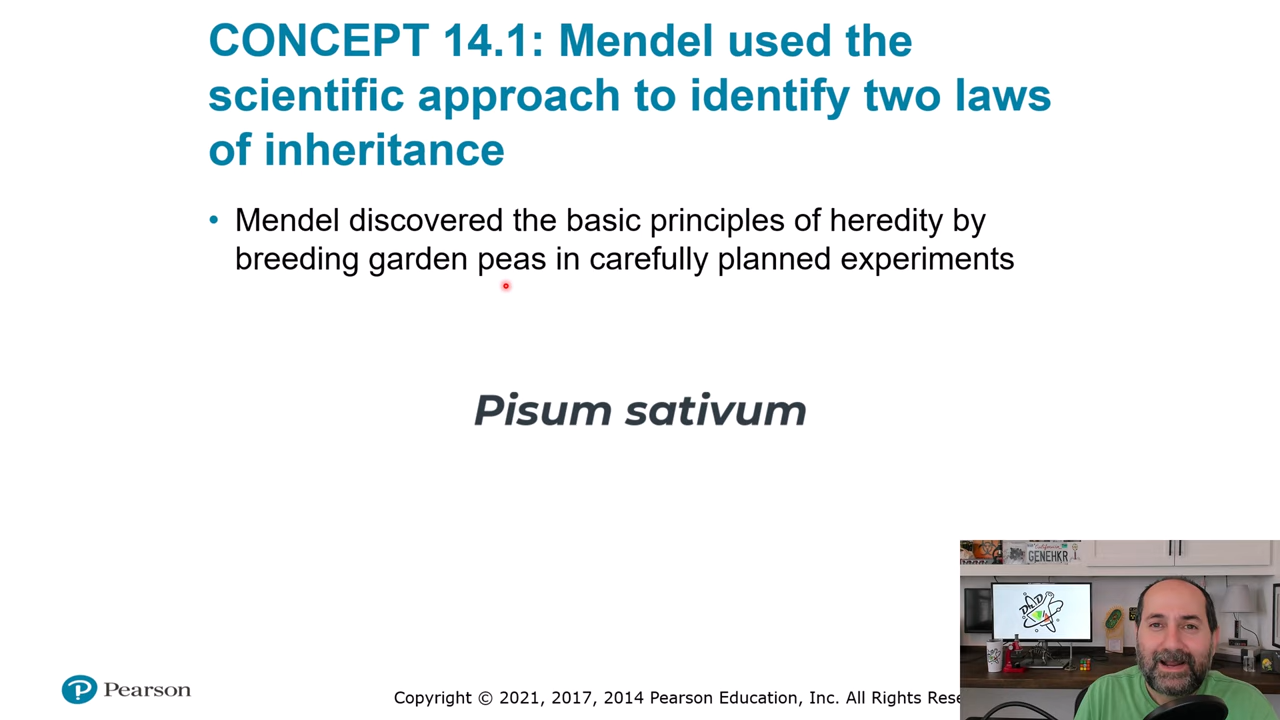 CONCEPT 14.1: Mendel used the
scientific approach to identify two laws
of inheritance
• Mendel discovered the basic principles of heredity by
breeding garden peas in carefully planned experiments
Pisum sativum
GENEHKR
Pearson
Copyright © 2021, 2017, 2014 Pearson Education, Inc. All Rights Rese